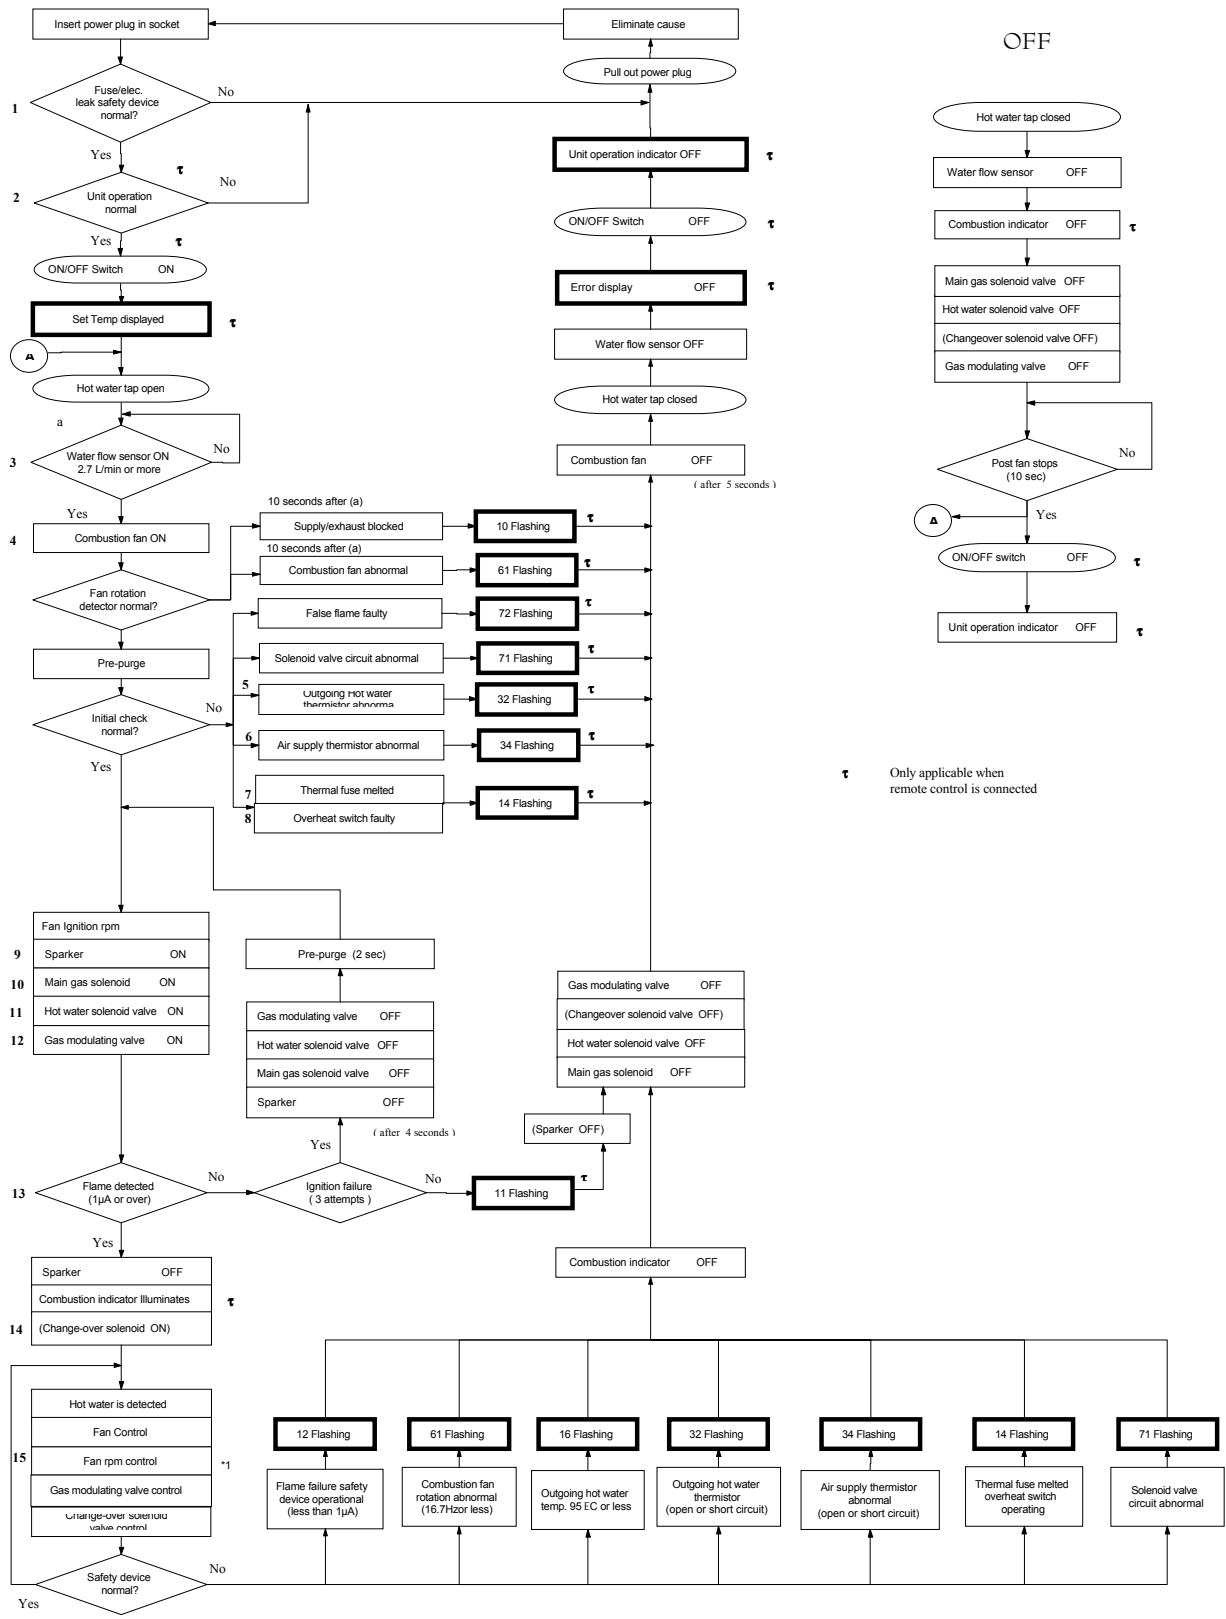 Insert power plug in socket
Eliminate cause
OFF
Pull out power plug
1
Fuse/elec.
leak safety device
normal?
No
Yes
τ
2
Unit operation
normal
No
Yes
τ
ON/OFF Switch ON
Set Temp displayed
τ
A
Hot water tap open
a
3
Water flow sensor ON
2.7 L/min or more
No
Yes
4
Combustion fan ON
Fan rotation
detector normal?
Pre-purge
Initial check
normal?
No
Yes
Unit operation indicator OFF
τ
ON/OFF Switch OFF
τ
Error display OFF
τ
Water flow sensor OFF
Hot water tap closed
Combustion fan OFF
( after 5 seconds )
10 seconds after (a)
Supply/exhaust blocked
10 Flashing
τ
10 seconds after (a)
Combustion fan abnormal
61 Flashing
τ
False flame faulty
72 Flashing
τ
Solenoid valve circuit abnormal
71 Flashing
τ
5
Outgoing Hot water
thermistor abnorma
32 Flashing
τ
6
Air supply thermistor abnormal
34 Flashing
τ
7
Thermal fuse melted
8
Overheat switch faulty
14 Flashing
τ
Hot water tap closed
Water flow sensor OFF
Combustion indicator OFF
τ
Main gas solenoid valve OFF
Hot water solenoid valve OFF
(Changeover solenoid valve OFF)
Gas modulating valve OFF
Post fan stops
(10 sec)
No
A
Yes
ON/OFF switch OFF
τ
Unit operation indicator OFF
τ
τ Only applicable when
remote control is connected
Fan Ignition rpm
9
Sparker ON
10
Main gas solenoid ON
11
Hot water solenoid valve ON
12
Gas modulating valve ON
Pre-purge (2 sec)
Gas modulating valve OFF
Hot water solenoid valve OFF
Main gas solenoid valve OFF
Sparker OFF
( after 4 seconds )
Yes
Gas modulating valve OFF
(Changeover solenoid valve OFF)
Hot water solenoid valve OFF
Main gas solenoid OFF
(Sparker OFF)
13
Flame detected
(1µA or over)
No
Ignition failure
( 3 attempts )
No
11 Flashing
τ
Yes
Combustion indicator OFF
Sparker OFF
Combustion indicator Illuminates
τ
14
(Change-over solenoid ON)
Hot water is detected
Fan Control
15
Fan rpm control
*1
Gas modulating valve control
Change-over solenoid
valve control
Safety device
normal?
No
Yes
12 Flashing
61 Flashing
16 Flashing
32 Flashing
34 Flashing
14 Flashing
71 Flashing
Flame failure safety
device operational
(less than 1µA)
Combustion fan
rotation abnormal
(16.7Hzor less)
Outgoing hot water
temp. 95 EC or less
Outgoing hot water
thermistor
(open or short circuit)
Air supply thermistor
abnormal
(open or short circuit)
Thermal fuse melted
overheat switch
operating
Solenoid valve
circuit abnormal